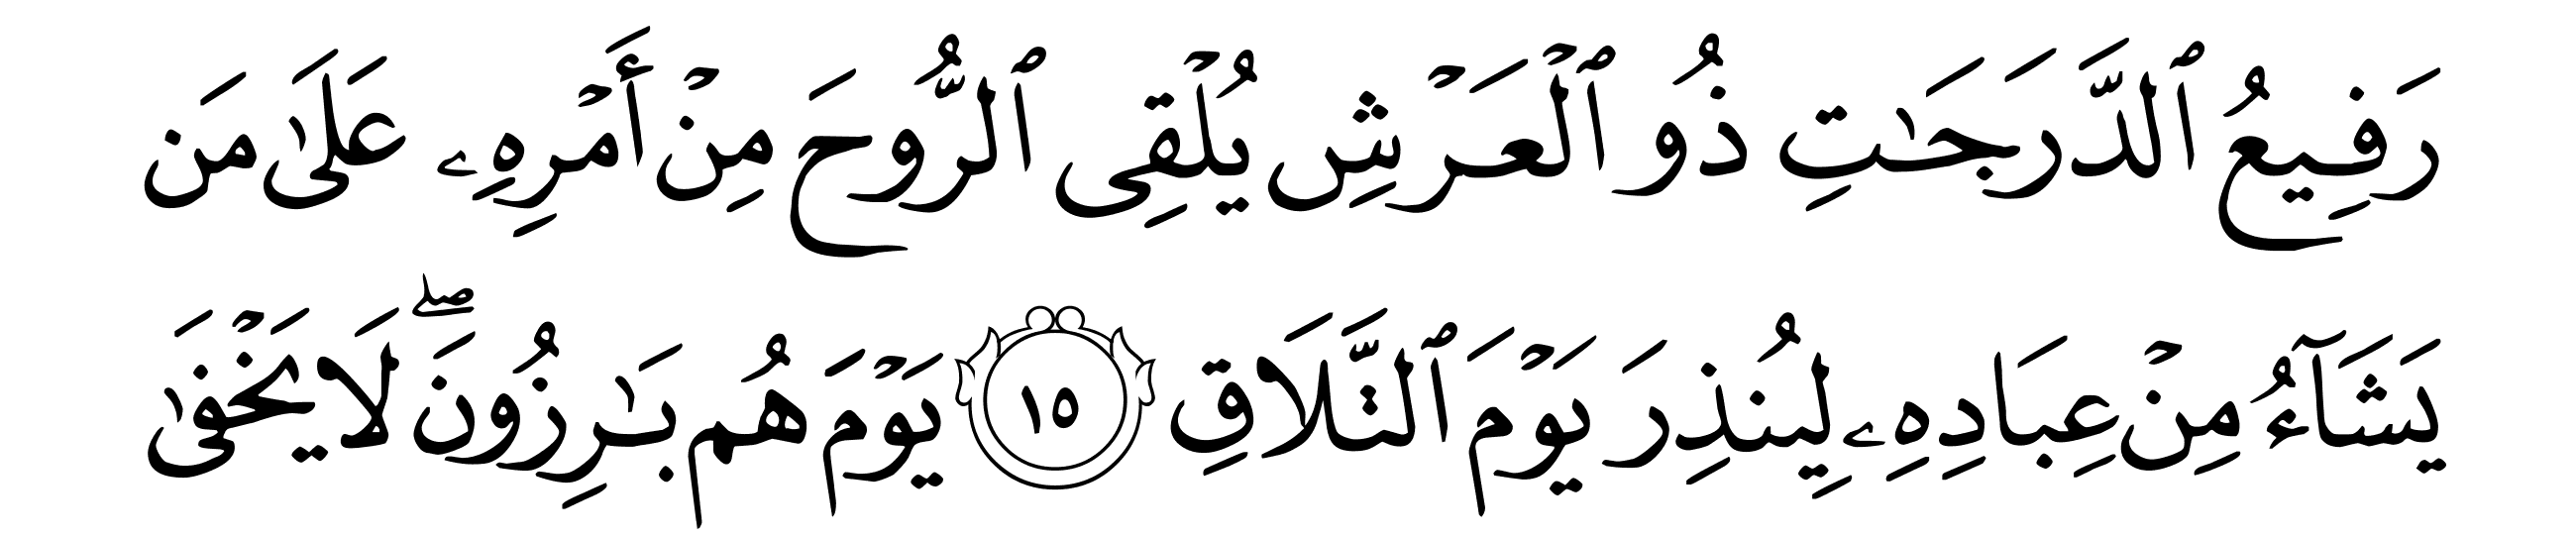 رَفِيعُ ٱلدَّرَجَٰتِ ذُو ٱلْعَرْشِ يُلْقِى ٱلرُّوحَ مِنْ أَمْرِهِۦ عَلَىٰ مَن
يَشَآءُ مِنْ عِبَادِهِۦ لِيُنذِرَ يَوْمَ ٱلتَّلَاقِ ١٥ يَوْمَ هُم بَٰرِزُونَ ۖ لَا يَخْفَىٰ